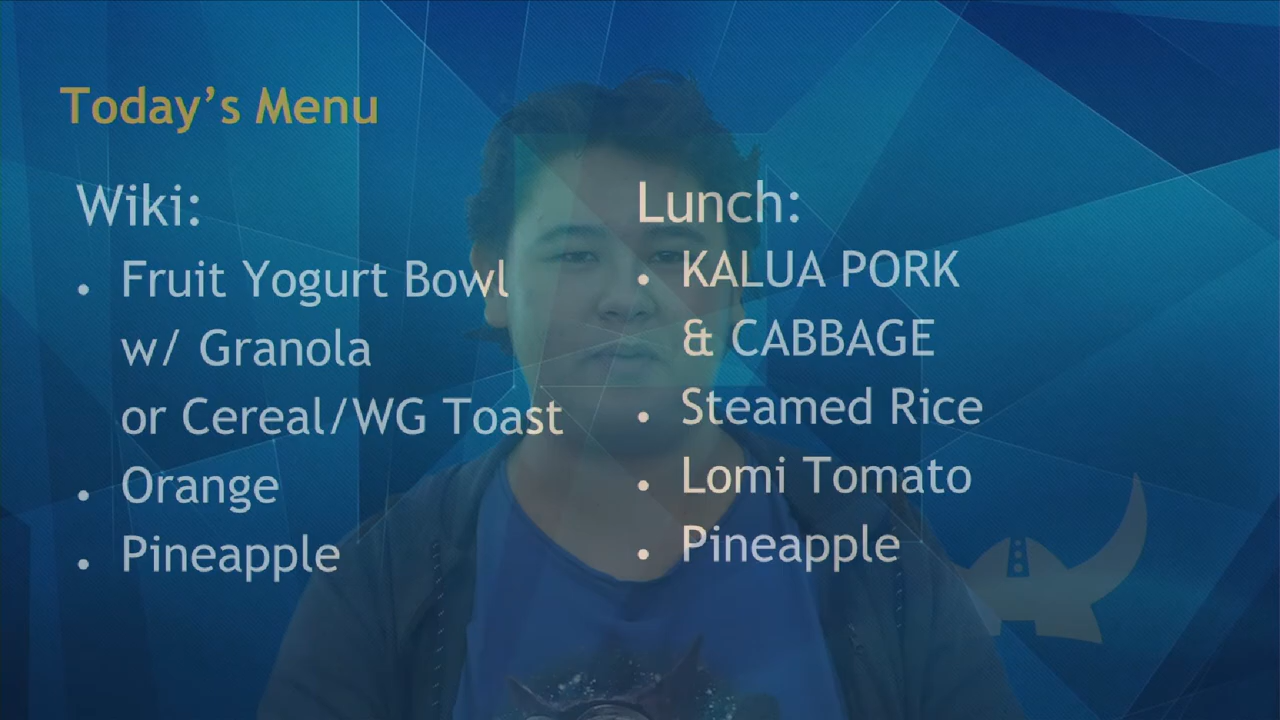 Today's Menu
Wiki:
• Fruit Yogurt Bowl
w/ Granola
or Cereal/WG Toast
• Orange
• Pineapple
Lunch:
• KALUA PORK
& CABBAGE
• Steamed Rice
• Lomi Tomato
• Pineapple